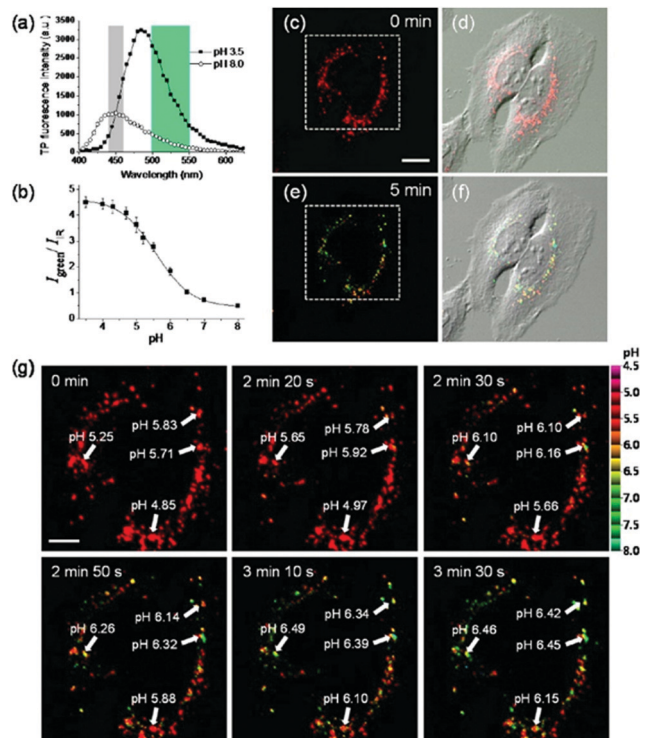 (a)
TP fluorescence intensity (a.u.)
3500
3000
2500
2000
1500
1000
500
0
pH 3.5
pH 8.0
400 450 500 550 600
Wavelength (nm)
(b)
Igreen / IIR
5
4
3
2
1
0
4 5 6 7 8
pH
(c)
0 min
(d)
(e)
5 min
(f)
(g)
0 min
pH 5.25
pH 5.83
pH 5.71
pH 4.85
2 min 20 s
pH 5.65
pH 5.78
pH 5.92
pH 4.97
2 min 30 s
pH 6.10
pH 6.10
pH 6.16
pH 5.66
pH
4.5
5.0
5.5
6.0
6.5
7.0
7.5
8.0
2 min 50 s
pH 6.26
pH 6.14
pH 6.32
pH 5.88
3 min 10 s
pH 6.49
pH 6.34
pH 6.39
pH 6.10
3 min 30 s
pH 6.46
pH 6.42
pH 6.45
pH 6.15